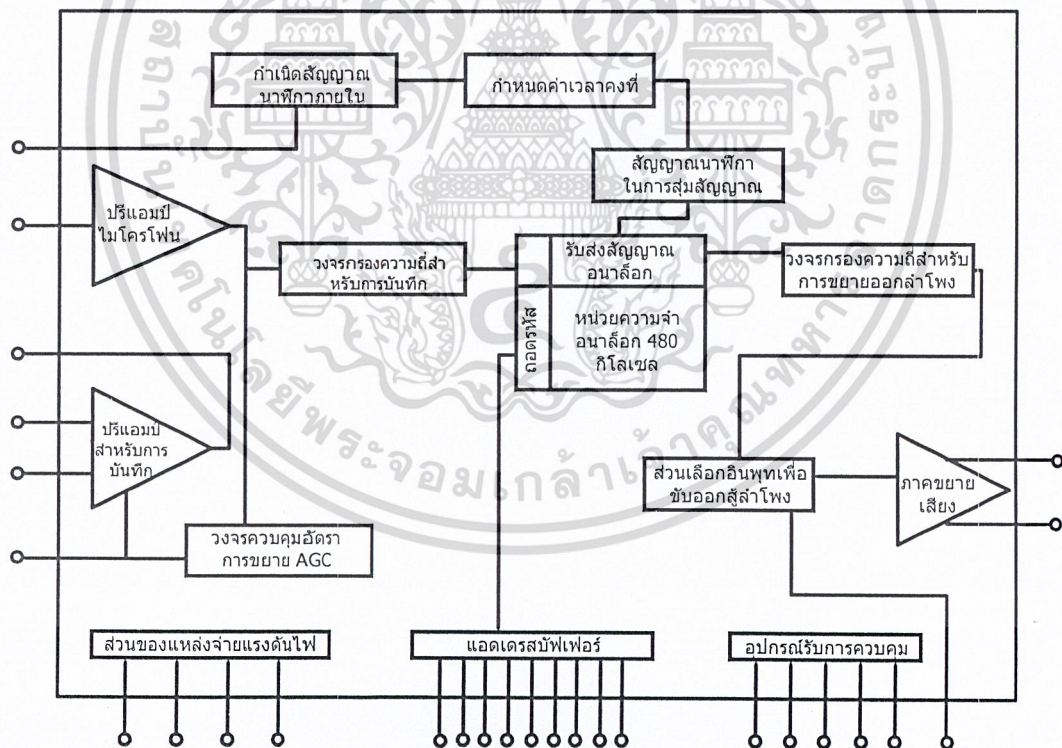 กำเนิดสัญญาณ
นาฬิกาภายใน
กำหนดค่าเวลาคงที่
สัญญาณนาฬิกา
ในการสุ่มสัญญาณ
ปรีแอมป์
ไมโครโฟน
วงจรกรองความถี่สำ
หรับการบันทึก
รับส่งสัญญาณ
อนาล็อก
ถอดรหัส
หน่วยความจำ
อนาล็อก 480
กิโลเซล
วงจรกรองความถี่สำหรับ
การขยายออกลำโพง
ปรีแอมป์
สำหรับการ
บันทึก
วงจรควบคุมอัตรา
การขยาย AGC
ส่วนเลือกอินพุทเพื่อ
ขับออกสู่ลำโพง
ภาคขยาย
เสียง
ส่วนของแหล่งจ่ายแรงดันไฟ
แอดเดรสบัฟเฟอร์
อุปกรณ์รับการควบคม